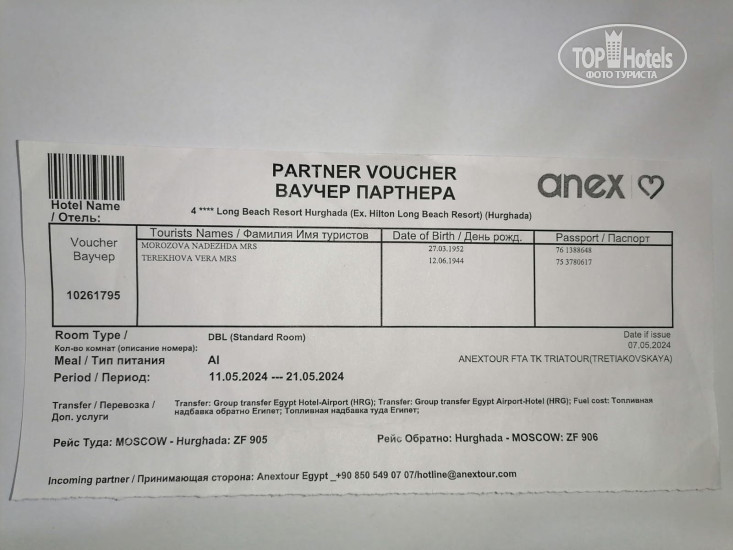 TOP Hotels
ФОТО ТУРИСТА
PARTNER VOUCHER
ВАУЧЕР ПАРТНЕРА
anex
Hotel Name
/ Отель:
4 **** Long Beach Resort Hurghada (Ex. Hilton Long Beach Resort) (Hurghada)
Voucher
Ваучер
10261795
Tourists Names / Фамилия Имя туристов
Date of Birth / День рожд.
Passport / Паспорт
MOROZOVA NADEZHDA MRS 27.03.1952 76 1388648
TEREKHOVA VERA MRS 12.06.1944 75 3780617
Room Type /
Кол-во комнат (описание номера):
DBL (Standard Room)
Date if issue
07.05.2024
Meal / Тип питания AI
ANEXTOUR FTA TK TRIATOUR(TRETIAKOVSKAYA)
Period / Период: 11.05.2024 --- 21.05.2024
Transfer / Перевозка /
Доп. услуги
Transfer: Group transfer Egypt Hotel-Airport (HRG); Transfer: Group transfer Egypt Airport-Hotel (HRG); Fuel cost: Топливная
надбавка обратно Египет; Топливная надбавка туда Египет;
Рейс Туда: MOSCOW - Hurghada: ZF 905
Рейс Обратно: Hurghada - MOSCOW: ZF 906
Incoming partner / Принимающая сторона: Anextour Egypt _+90 850 549 07 07/hotline@anextour.com